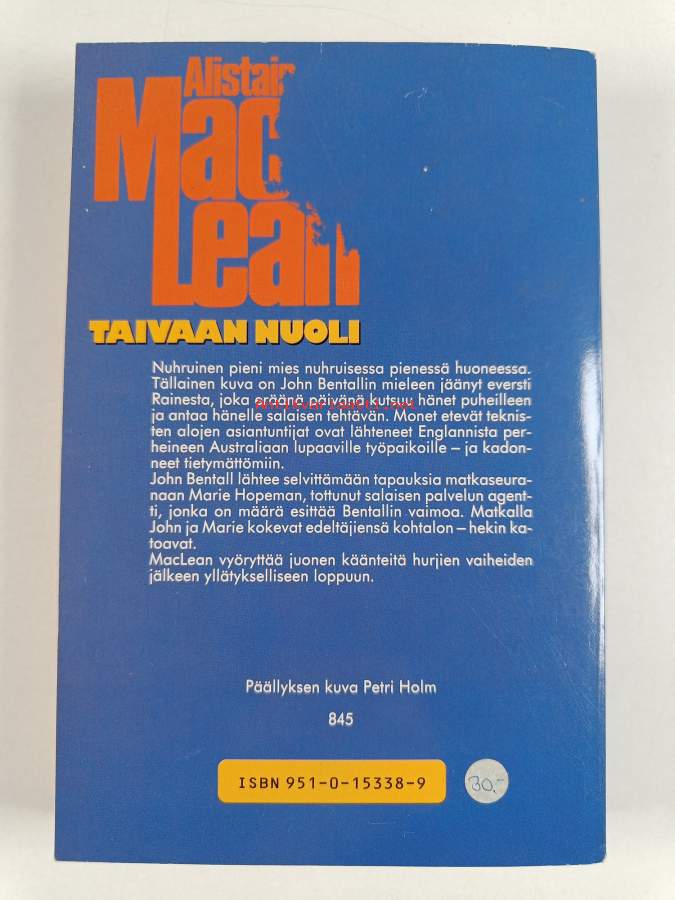 Alistair
Mac
Lean
TAIVAAN NUOLI
Nuhruinen pieni mies nuhruisessa pienessä huoneessa.
Tällainen kuva on John Bentallin mieleen jäänyt eversti
Rainesta, joka eräänä päivänä kutsuu hänet puheilleen
antikvariaatti.net
ja antaa hänelle salaisen tehtävän. Monet etevät teknis-
ten alojen asiantuntijat ovat lähteneet Englannista per-
heineen Australiaan lupaaville työpaikoille – ja kadon-
neet tietymättömiin.
John Bentall lähtee selvittämään tapauksia matkaseura-
naan Marie Hopeman, tottunut salaisen palvelun agent-
ti, jonka on määrä esittää Bentallin vaimoa. Matkalla
John ja Marie kokevat edeltäjiensä kohtalon – hekin ka-
toavat.
MacLean vyöryttää juonen käänteitä hurjien vaiheiden
jälkeen yllätykselliseen loppuun.
Päällyksen kuva Petri Holm
845
ISBN 951-0-15338-9
30.-